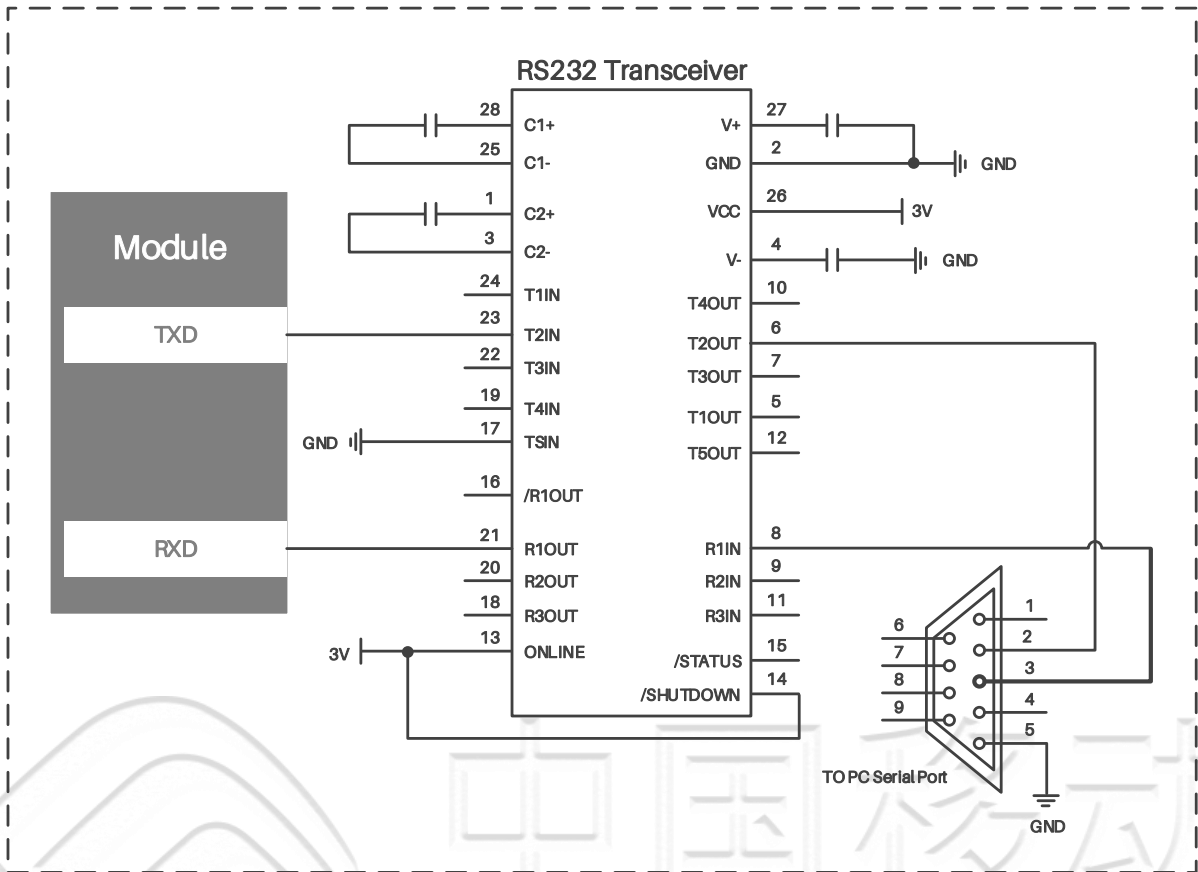 RS232 Transceiver
28
C1+
V+
27
25
C1-
GND
2
GND
1
C2+
VCC
26
3V
3
C2-
V-
4
GND
Module
24
T1IN
T4OUT
10
TXD
23
T2IN
T2OUT
6
22
T3IN
T3OUT
7
19
T4IN
T1OUT
5
GND
17
TSIN
T5OUT
12
16
/R1OUT
RXD
21
R1OUT
R1IN
8
20
R2OUT
R2IN
9
18
R3OUT
R3IN
11
3V
13
ONLINE
/STATUS
15
/SHUTDOWN
14
1
6
2
7
3
8
4
9
5
TO PC Serial Port
GND
中国移动